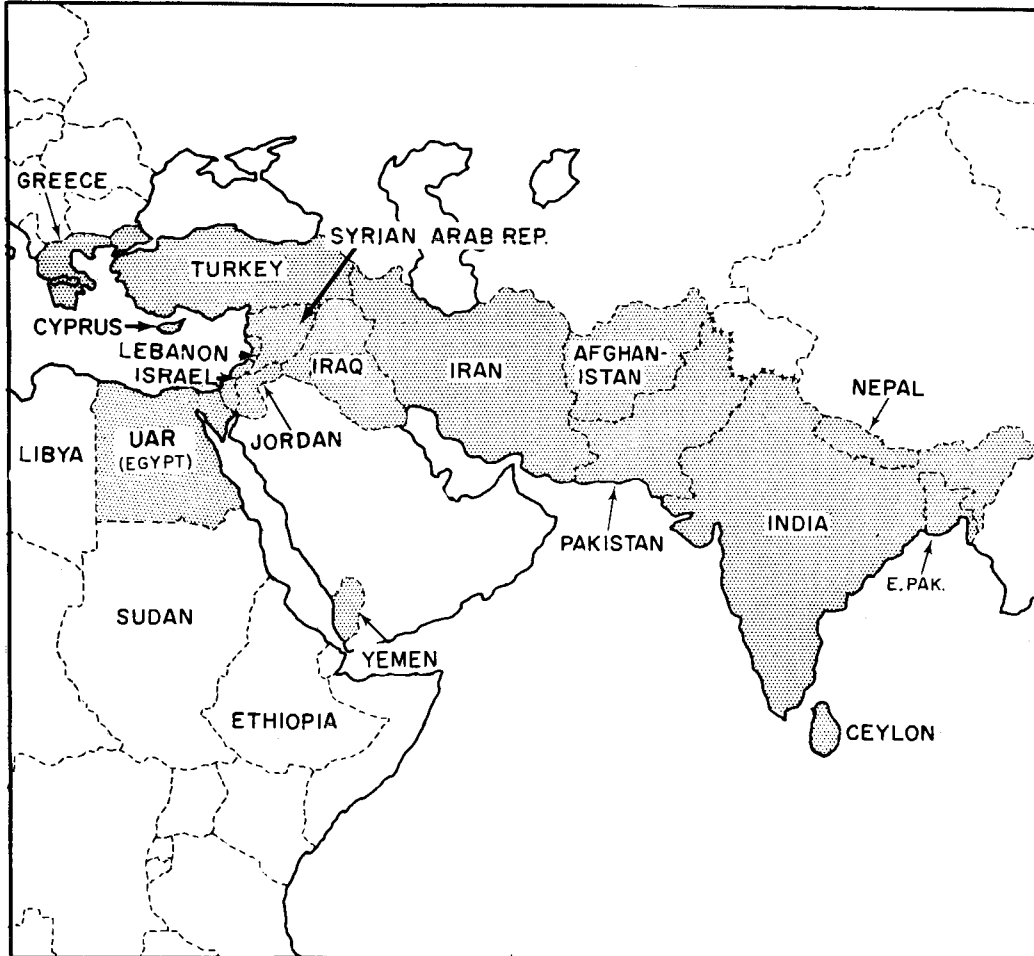 GREECE
SYRIAN ARAB REP.
TURKEY
CYPRUS
LEBANON
ISRAEL
IRAQ
IRAN
AFGHAN-
ISTAN
NEPAL
JORDAN
LIBYA
UAR
(EGYPT)
INDIA
PAKISTAN
E. PAK.
SUDAN
YEMEN
ETHIOPIA
CEYLON